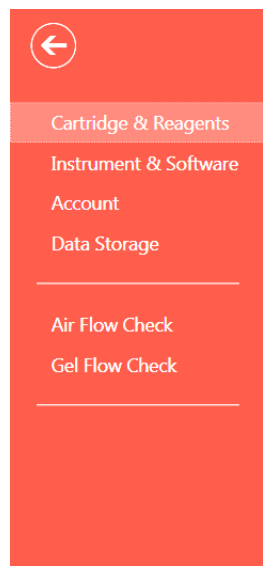 Cartridge & Reagents
Instrument & Software
Account
Data Storage
Air Flow Check
Gel Flow Check